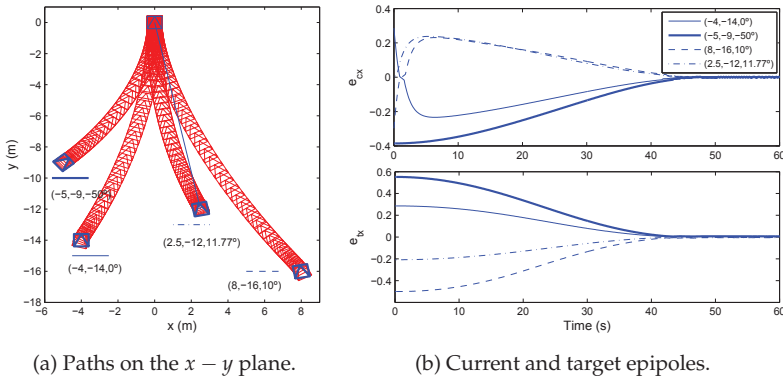 0
−2
−4
−6
−8
−10
−12
−14
−16
−18
y (m)
−6 −4 −2 0 2 4 6 8
x (m)
(−5,−9,−50º)
(−4,−14,0º)
(2.5,−12,11.77º)
(8,−16,10º)
(a) Paths on the x − y plane.
0.4
0.2
0
−0.2
−0.4
e_cx
0 10 20 30 40 50 60
(−4,−14,0º)
(−5,−9,−50º)
(8,−16,10º)
(2.5,−12,11.77º)
0.6
0.4
0.2
0
−0.2
−0.4
e_tx
0 10 20 30 40 50 60
Time (s)
(b) Current and target epipoles.